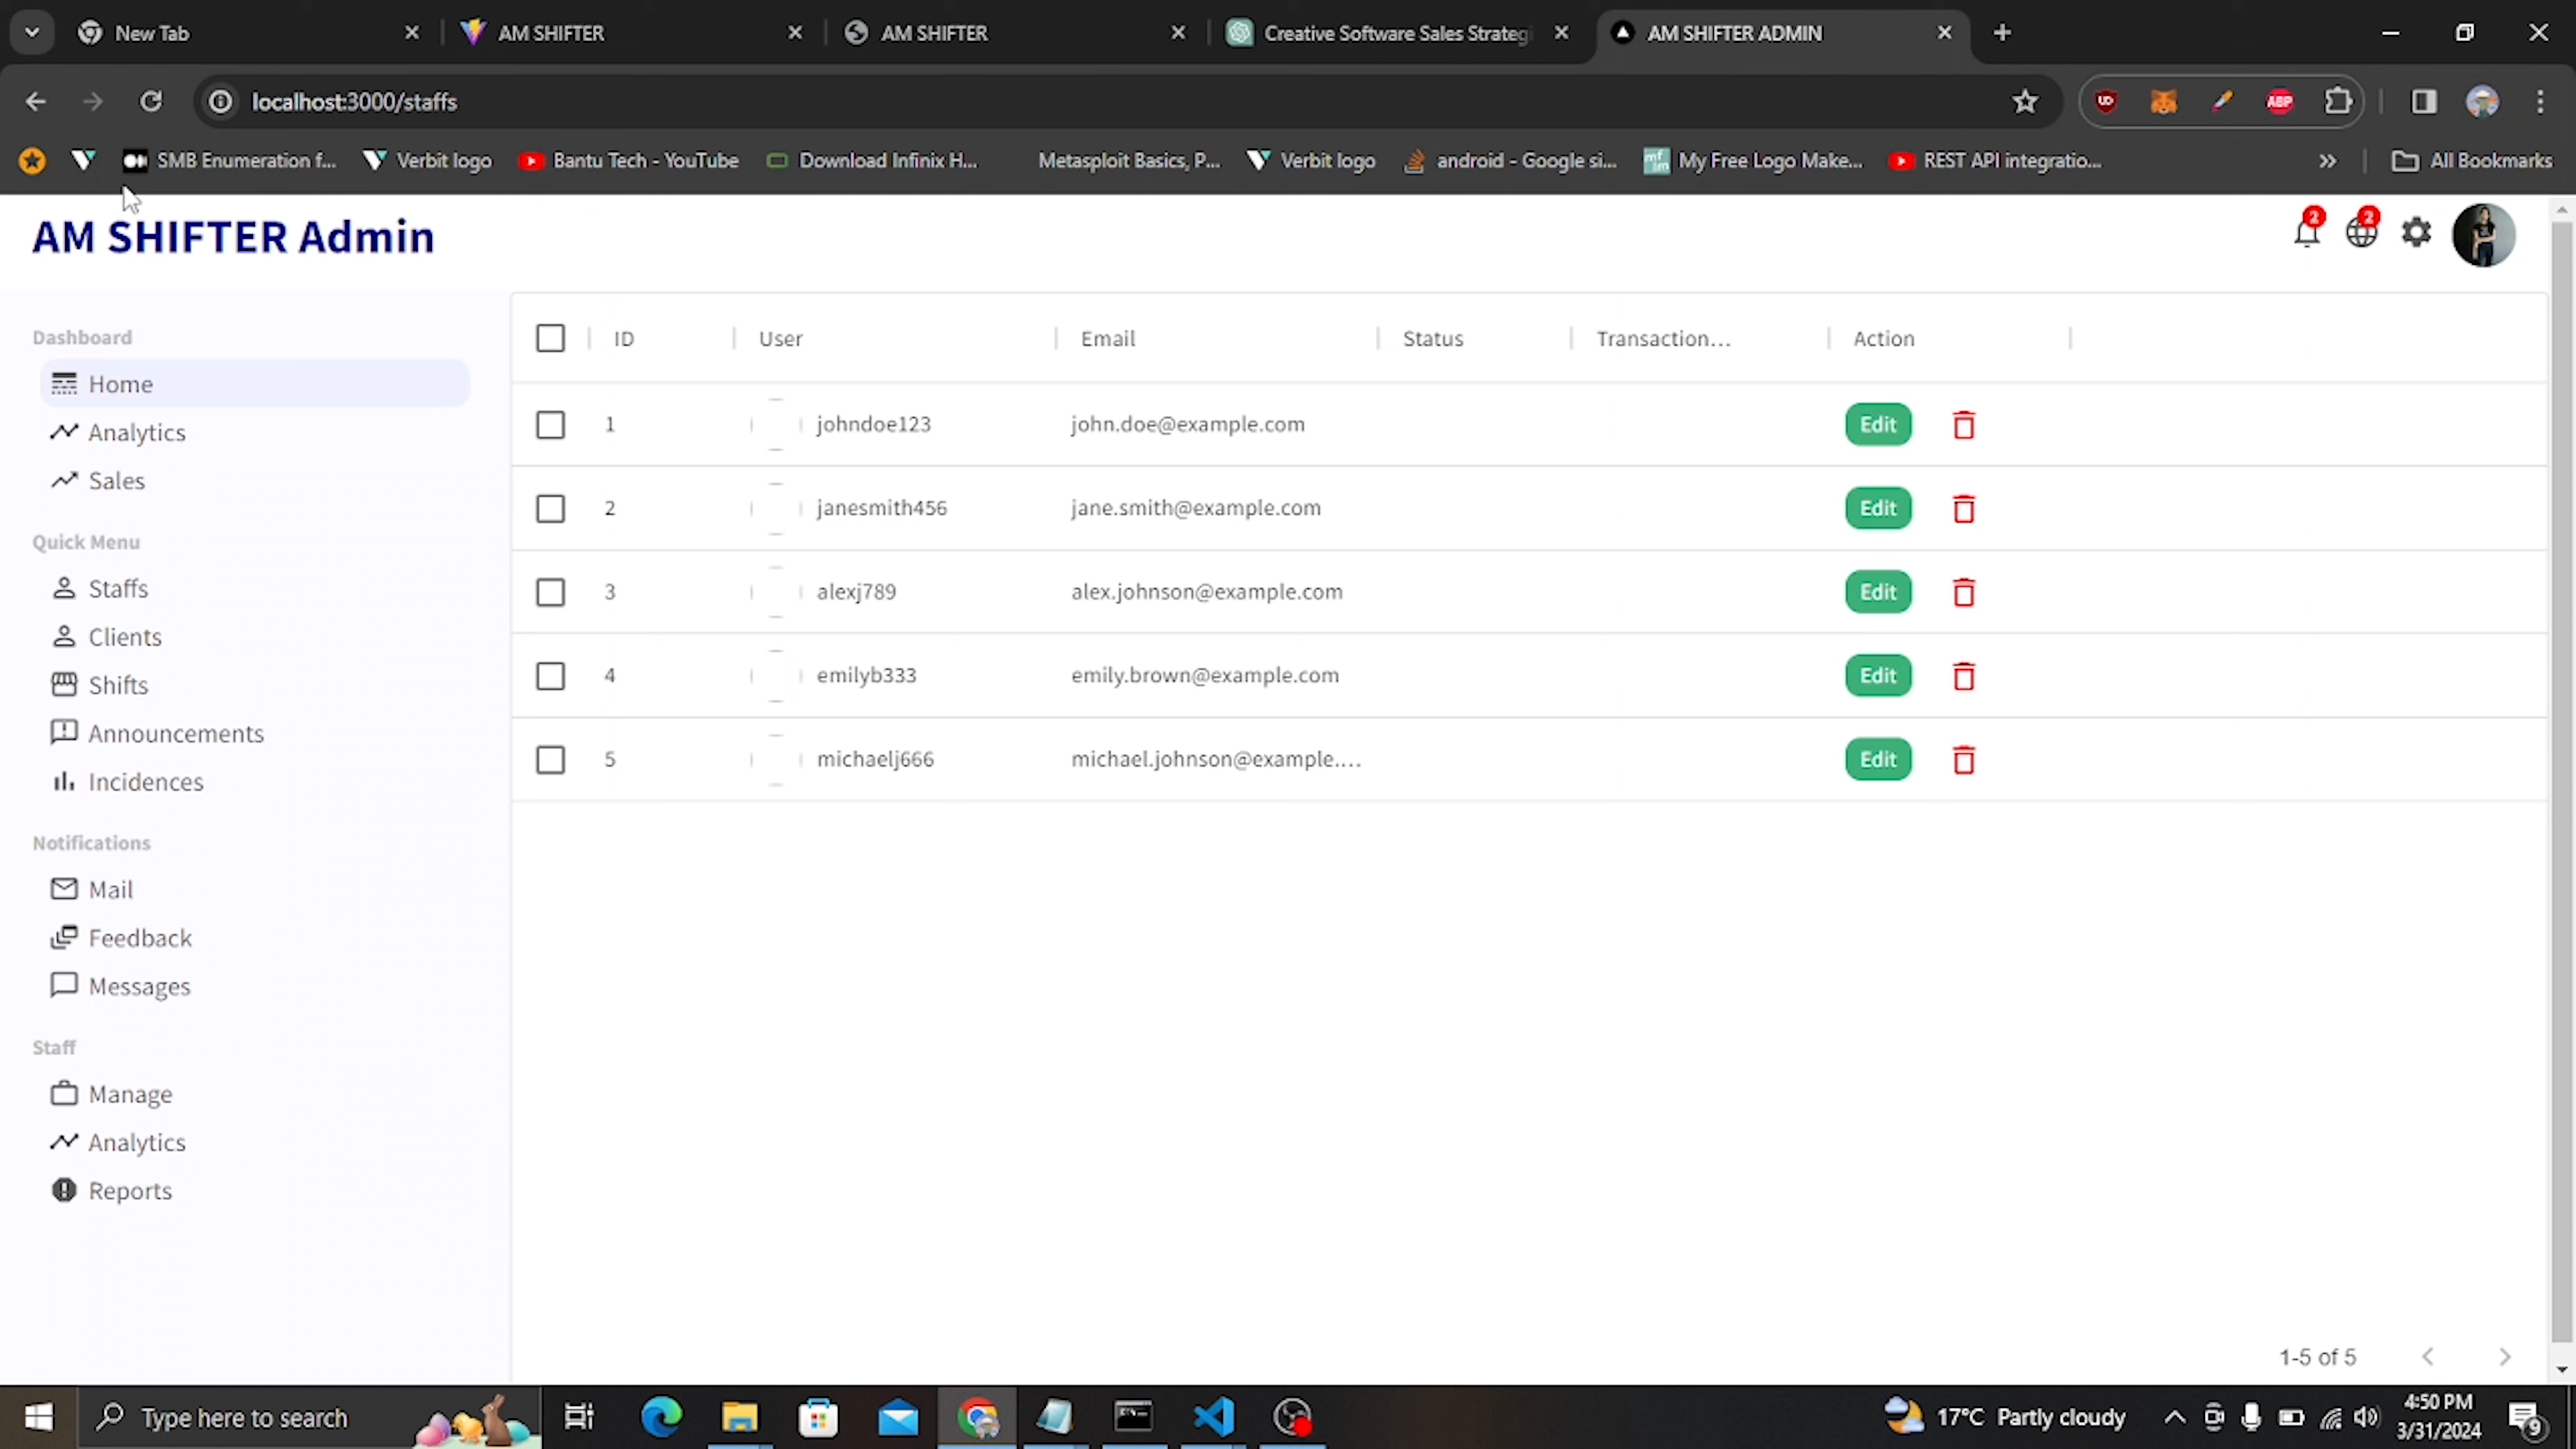 New Tab
AM SHIFTER
AM SHIFTER
Creative Software Sales Strategi
AM SHIFTER ADMIN
localhost:3000/staffs
SMB Enumeration f...
Verbit logo
Bantu Tech - YouTube
Download Infinix H...
Metasploit Basics, P...
Verbit logo
android - Google si...
My Free Logo Make...
REST API integratio...
All Bookmarks
AM SHIFTER Admin
2
2
Dashboard
Home
Analytics
Sales
Quick Menu
Staffs
Clients
Shifts
Announcements
Incidences
Notifications
Mail
Feedback
Messages
Staff
Manage
Analytics
Reports
ID User Email Status Transaction... Action
1 johndoe123 john.doe@example.com Edit
2 janesmith456 jane.smith@example.com Edit
3 alexj789 alex.johnson@example.com Edit
4 emilyb333 emily.brown@example.com Edit
5 michaelj666 michael.johnson@example.... Edit
1-5 of 5
Type here to search
17°C Partly cloudy
4:50 PM
3/31/2024
9